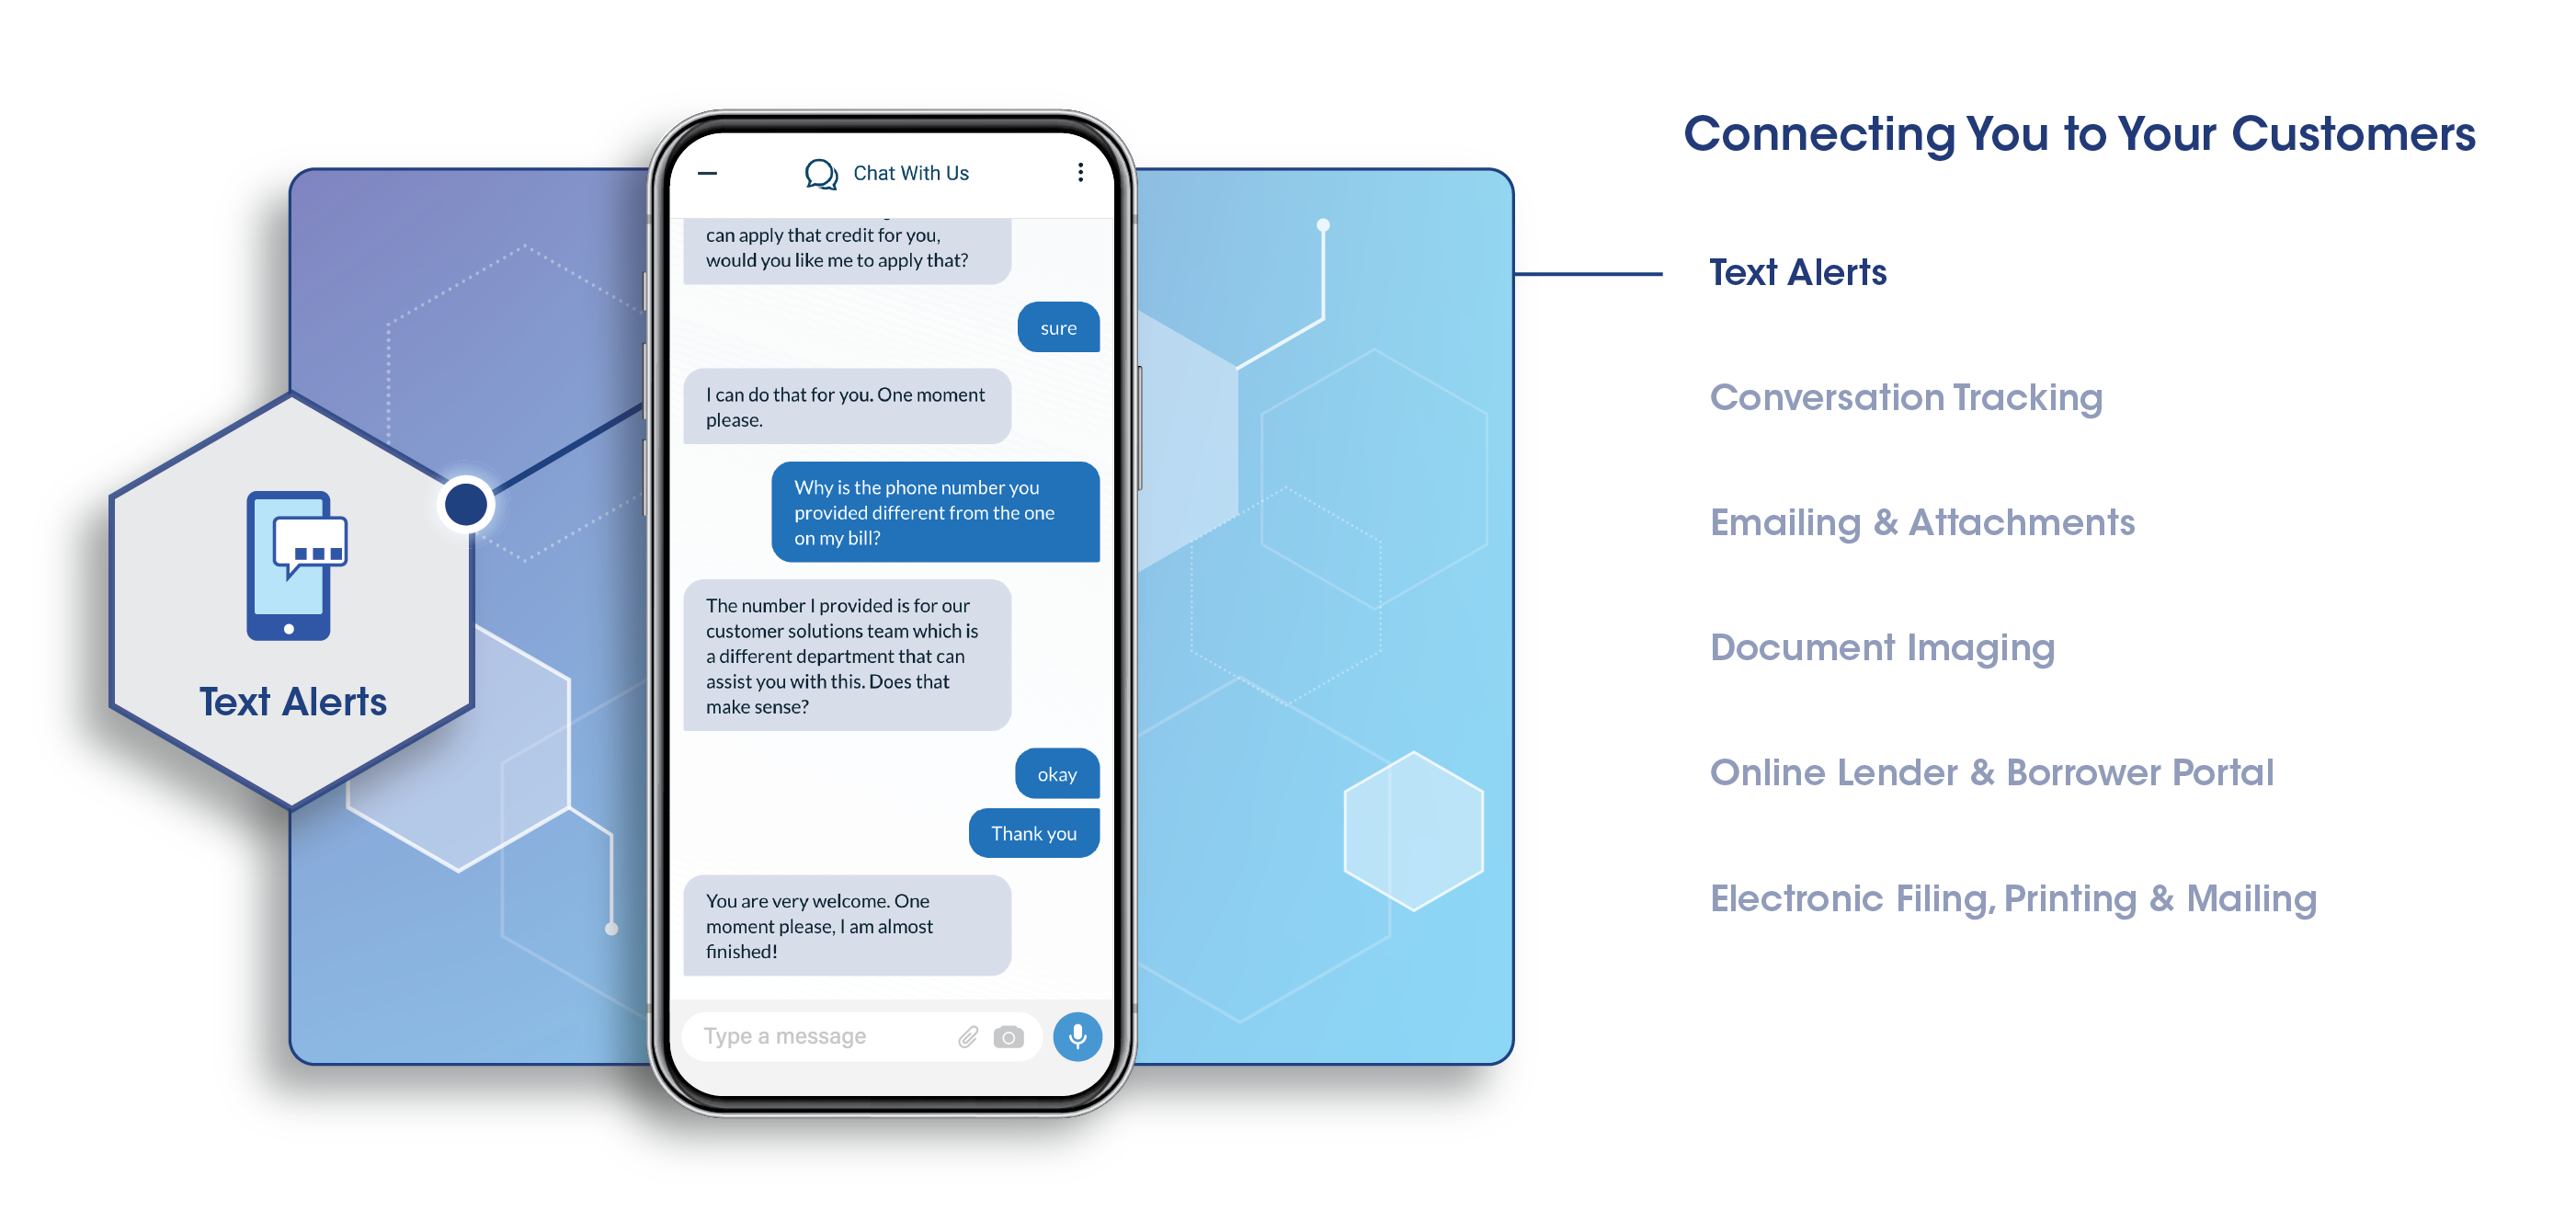 Connecting You to Your Customers
Text Alerts
Conversation Tracking
Emailing & Attachments
Document Imaging
Online Lender & Borrower Portal
Electronic Filing, Printing & Mailing
Text Alerts
Chat With Us
can apply that credit for you,
would you like me to apply that?
sure
I can do that for you. One moment
please.
Why is the phone number you
provided different from the one
on my bill?
The number I provided is for our
customer solutions team which is
a different department that can
assist you with this. Does that
make sense?
okay
Thank you
You are very welcome. One
moment please, I am almost
finished!
Type a message